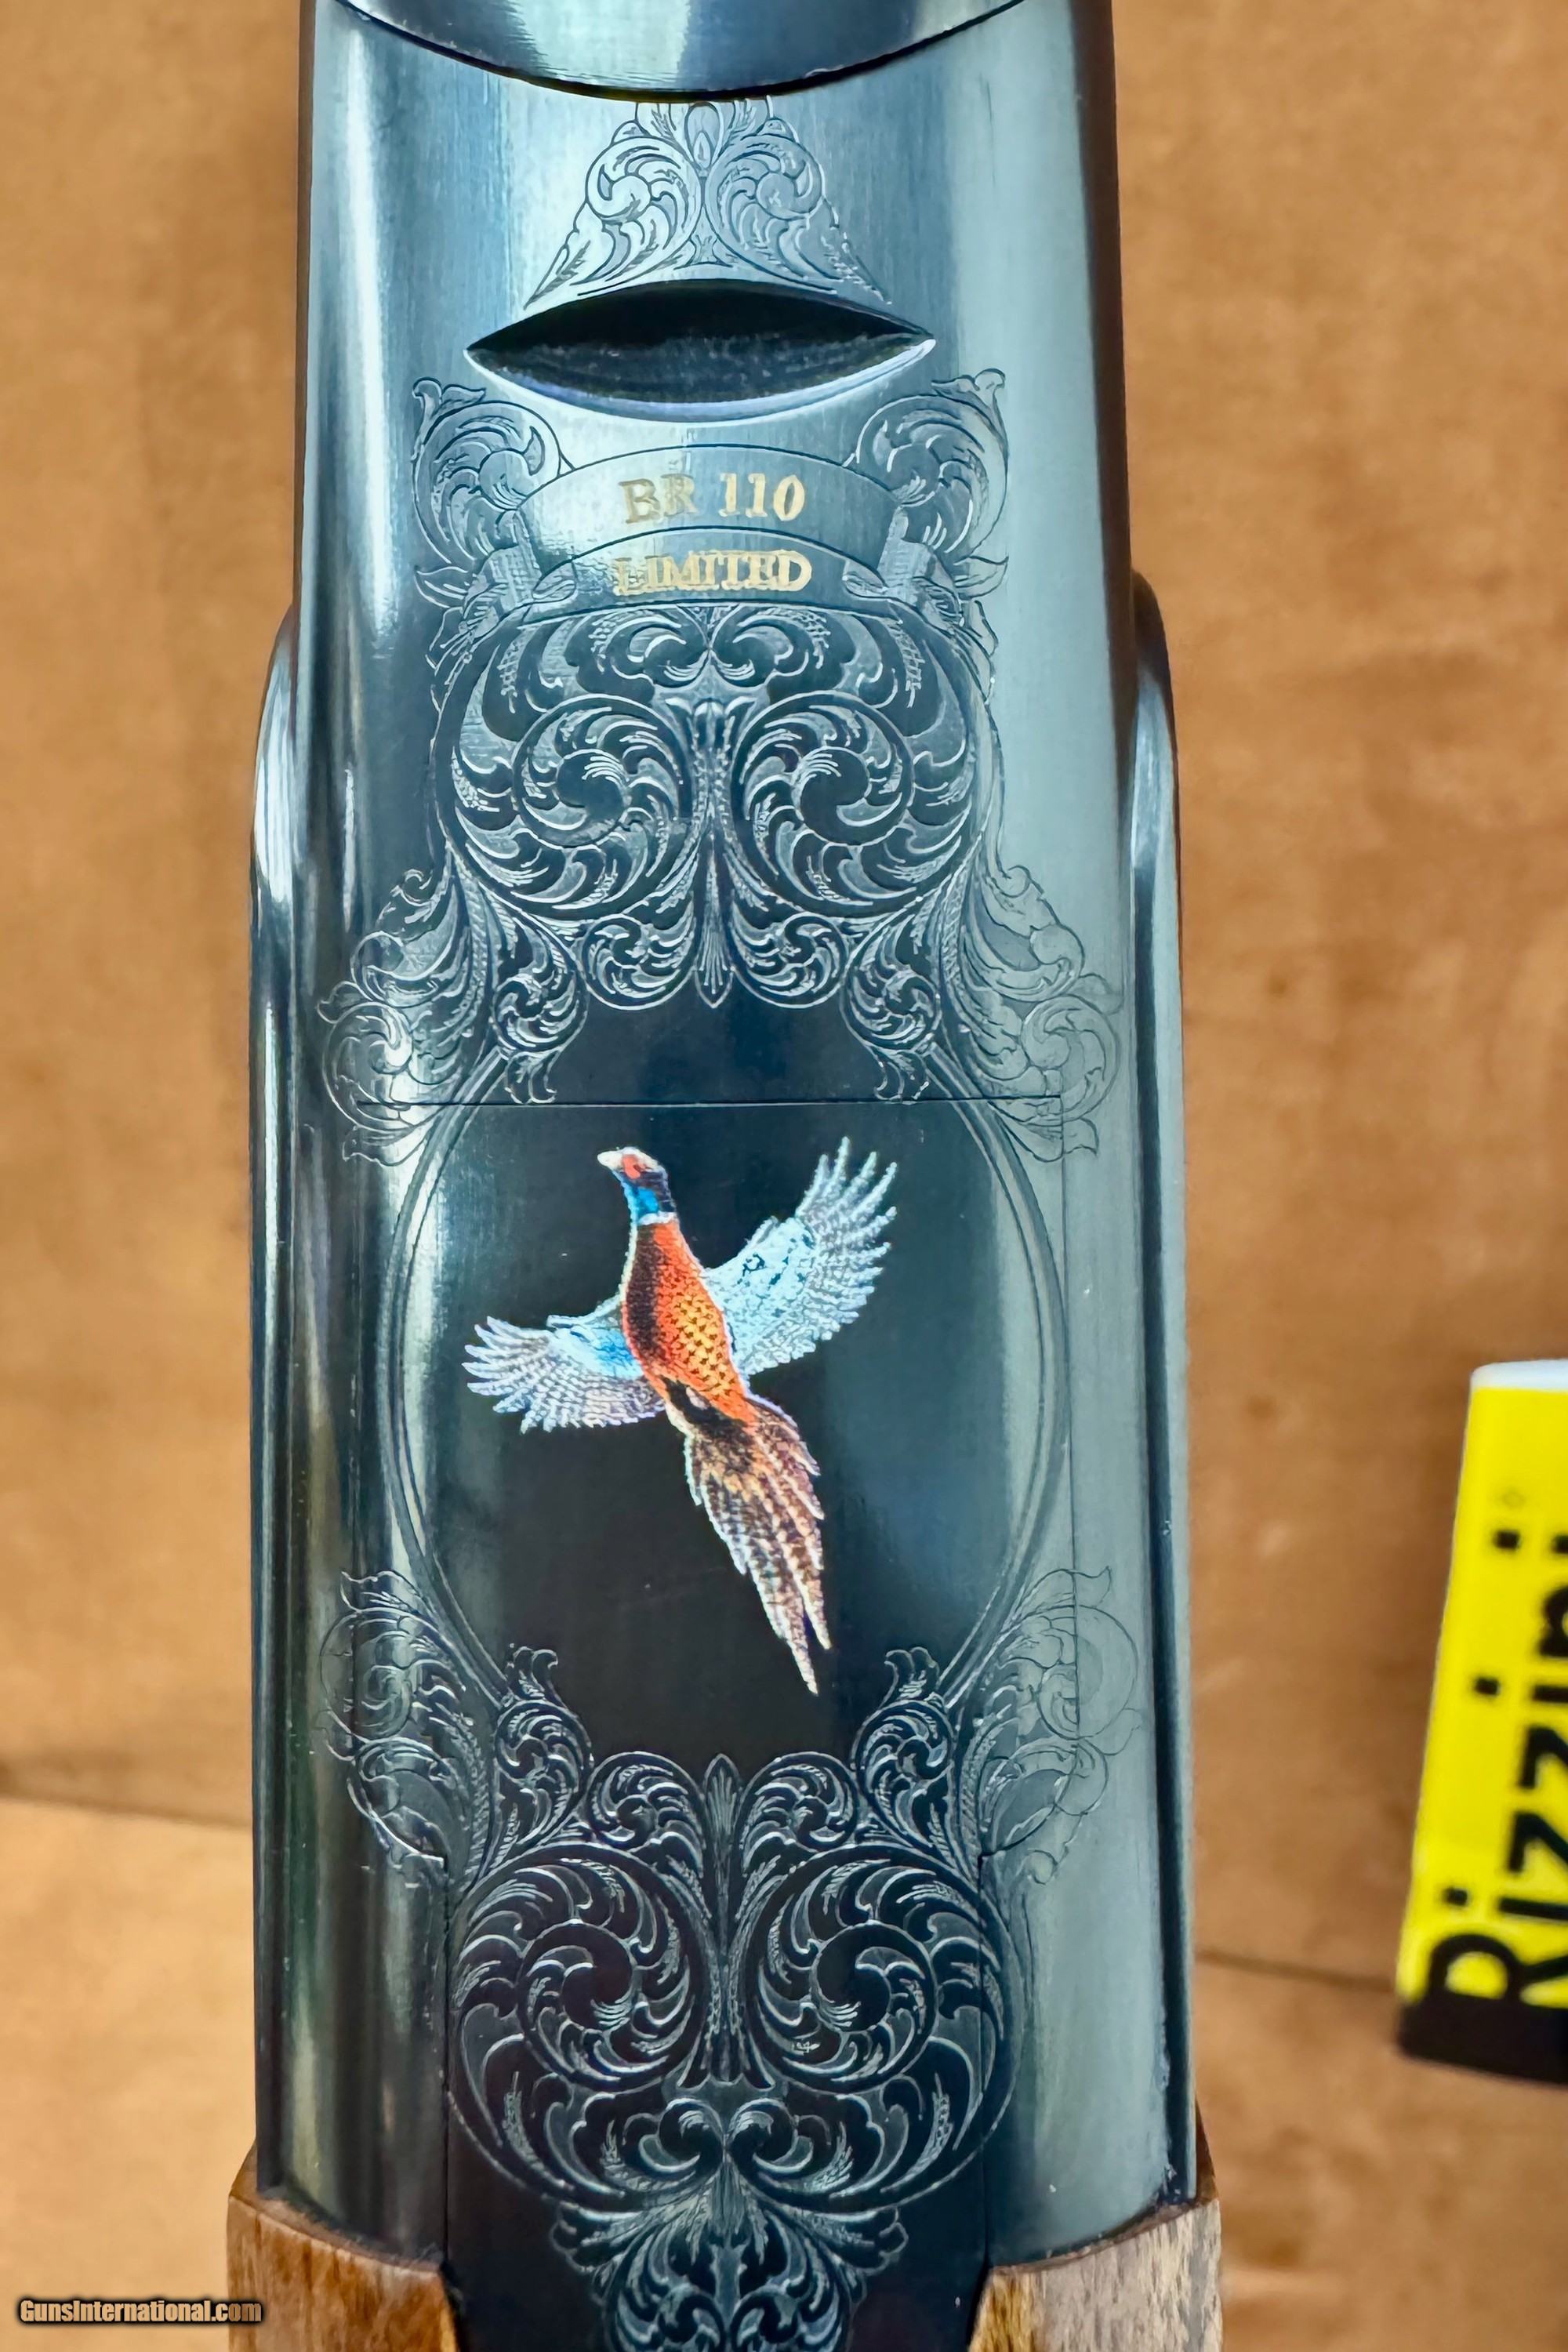 BR 110
LIMITED
Rizzini
GunsInternational.com